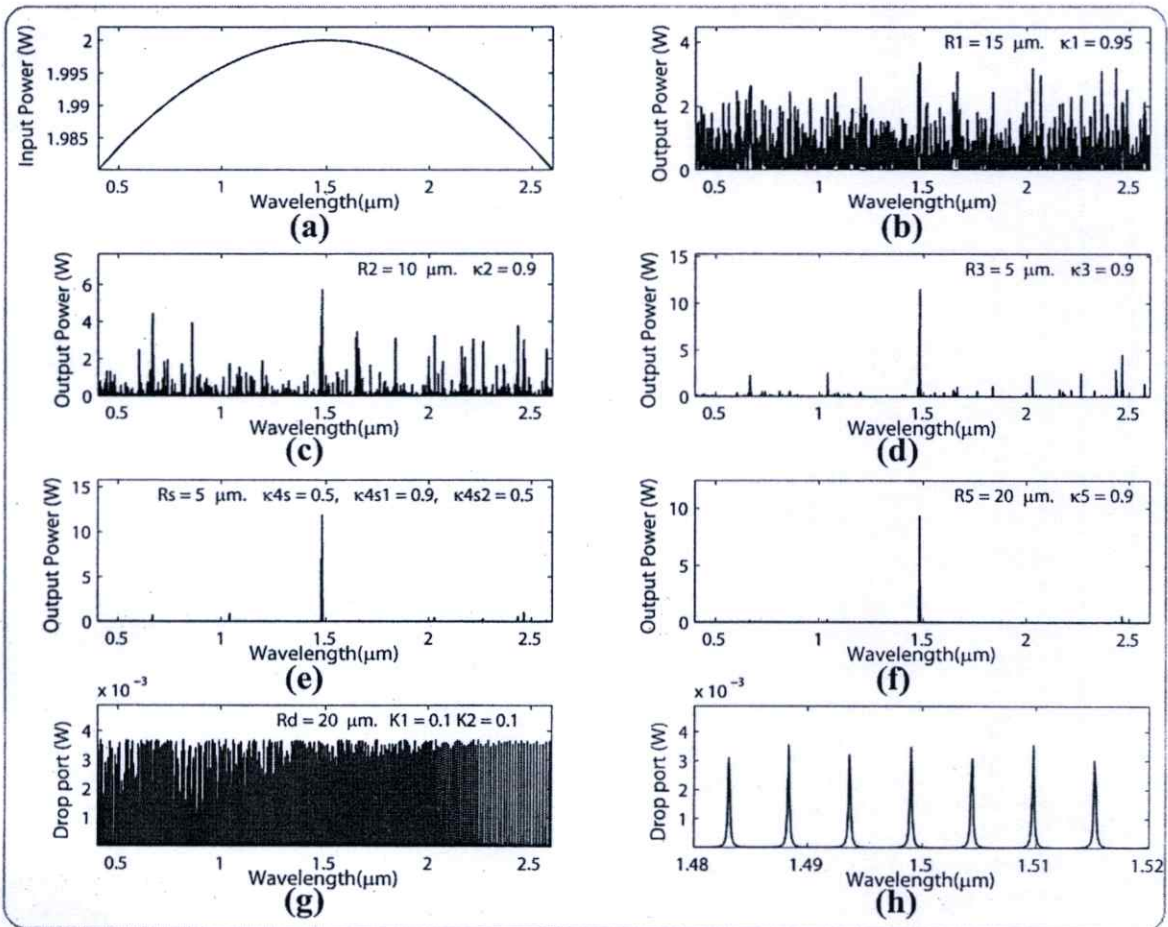 Input Power (W)
2
1.995
1.99
1.985
0.5 1 1.5 2 2.5
Wavelength(μm)
(a)
R1 = 15 μm. κ1 = 0.95
Output Power (W)
4
2
0
0.5 1 1.5 2 2.5
Wavelength(μm)
(b)
R2 = 10 μm. κ2 = 0.9
Output Power (W)
6
4
2
0
0.5 1 1.5 2 2.5
Wavelength(μm)
(c)
R3 = 5 μm. κ3 = 0.9
Output Power (W)
15
10
5
0
0.5 1 1.5 2 2.5
Wavelength(μm)
(d)
Rs = 5 μm. κ4s = 0.5, κ4s1 = 0.9, κ4s2 = 0.5
Output Power (W)
15
10
5
0
0.5 1 1.5 2 2.5
Wavelength(μm)
(e)
R5 = 20 μm. κ5 = 0.9
Output Power (W)
10
5
0
0.5 1 1.5 2 2.5
Wavelength(μm)
(f)
x 10 -3
Rd = 20 μm. K1 = 0.1 K2 = 0.1
Drop port (W)
4
3
2
1
0.5 1 1.5 2 2.5
Wavelength(μm)
(g)
x 10 -3
Drop port (W)
4
3
2
1
1.48 1.49 1.5 1.51 1.52
Wavelength(μm)
(h)